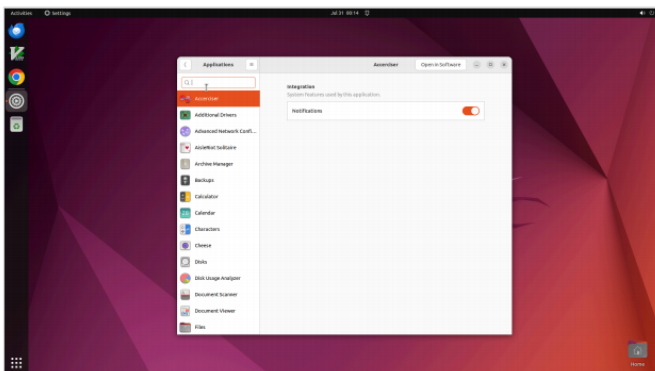 Activities Settings Jul 31 00:14
Applications Accerciser Open in Software
Accerciser
Additional Drivers
Advanced Network Confi...
AisleRiot Solitaire
Archive Manager
Backups
Calculator
Calendar
Characters
Cheese
Disks
Disk Usage Analyzer
Document Scanner
Document Viewer
Files
Integration
System features used by this application.
Notifications
Home